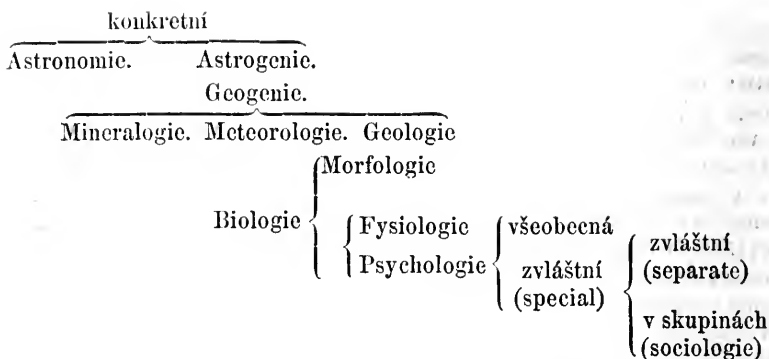 konkretní
Astronomie. Astrogenie.
Geogenie.
Mineralogie. Meteorologie. Geologie
Morfologie
Biologie Fysiologie všeobecná
Psychologie zvláštní
(special)
zvláštní
(separate)
v skupinách
(sociologie)